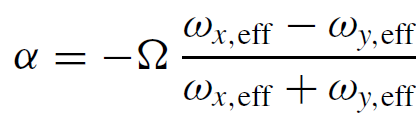 α = −Ω (ω_{x,eff} − ω_{y,eff}) / (ω_{x,eff} + ω_{y,eff})